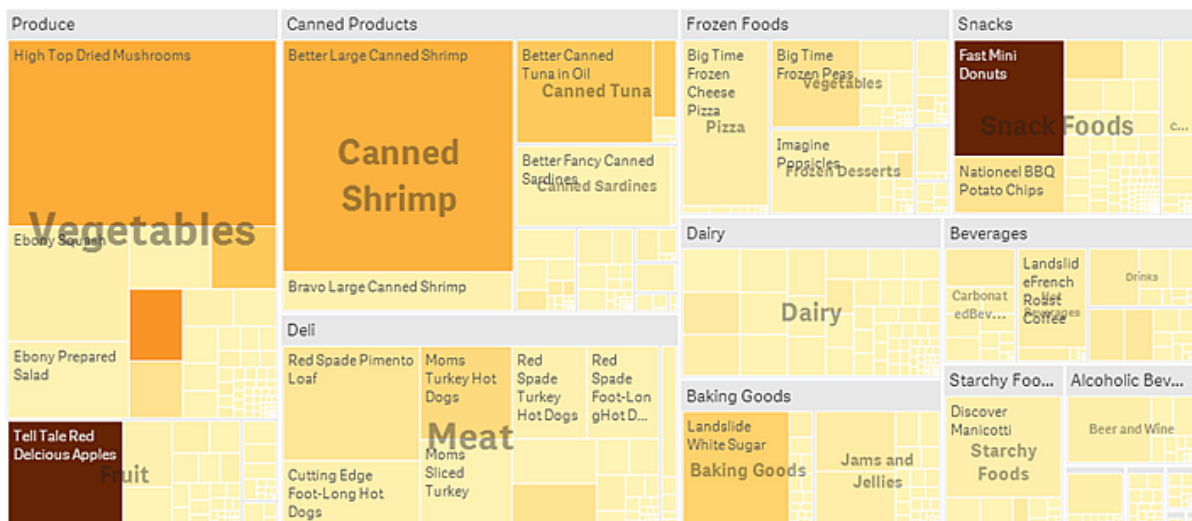 Produce
High Top Dried Mushrooms
Vegetables
Ebony Squash
Ebony Prepared
Salad
Tell Tale Red
Delcious Apples
Fruit
Canned Products
Better Large Canned Shrimp
Canned
Shrimp
Bravo Large Canned Shrimp
Better Canned
Tuna in Oil
Canned Tuna
Better Fancy Canned
Sardines
Canned Sardines
Deli
Red Spade Pimento
Loaf
Cutting Edge
Foot-Long Hot
Dogs
Moms
Turkey Hot
Dogs
Meat
Moms
Sliced
Turkey
Red
Spade
Turkey
Hot Dogs
Red
Spade
Foot-Lon
gHot D...
Frozen Foods
Big Time
Frozen
Cheese
Pizza
Pizza
Big Time
Frozen Peas
Vegetables
Imagine
Popsicles
Frozen Desserts
Dairy
Dairy
Baking Goods
Landslide
White Sugar
Baking Goods
Jams and
Jellies
Snacks
Fast Mini
Donuts
Snack Foods
C...
Nationeel BBQ
Potato Chips
Beverages
Carbonat
edBev...
Landslid
eFrench
Roast
Coffee
Hot
Beverages
Drinks
Starchy Foo...
Discover
Manicotti
Starchy
Foods
Alcoholic Bev...
Beer and Wine